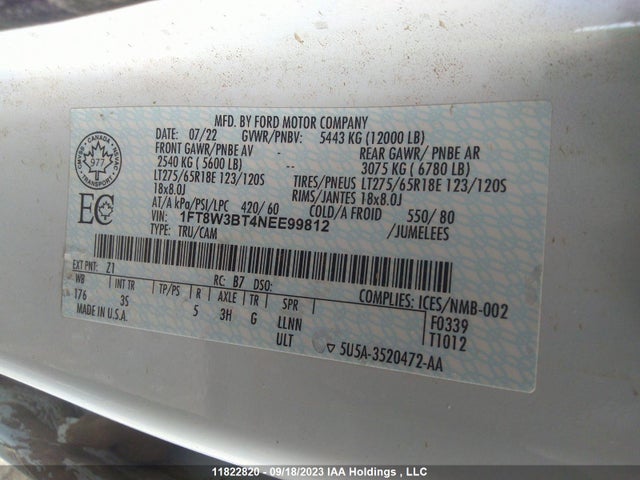 MFD. BY FORD MOTOR COMPANY
DATE: 07/22 GVWR/PNBV: 5443 KG (12000 LB)
FRONT GAWR/ PNBE AV - REAR GAWR/ PNBE AR
2540 KG ( 5600 LB) -- 3075 KG ( 6780 LB)
LT275/65R18E 123/120S TIRES/PNEUS LT275/65R18E 123/120S
18x8.0J RIMS/JANTES 18x8.0J
AT/A kPa/PSI/LPC 420/ 60 COLD/A FROID 550/ 80
VIN: 1FT8W3BT4NEE99812 /JUMELEES
TYPE: TRU/CAM
CANADA
977
TRANSPORT
CMVSS
NSVAC
EC
EXT PNT: Z1 RC: B7 DSO: COMPLIES: ICES/NMB-002
WB INT TR TP/PS R AXLE TR SPR F0339
176 3S 5 3H G LLNN T1012
MADE IN U.S.A. ULT ▽ 5U5A-3520472-AA
11822820 - 09/18/2023 IAA Holdings , LLC